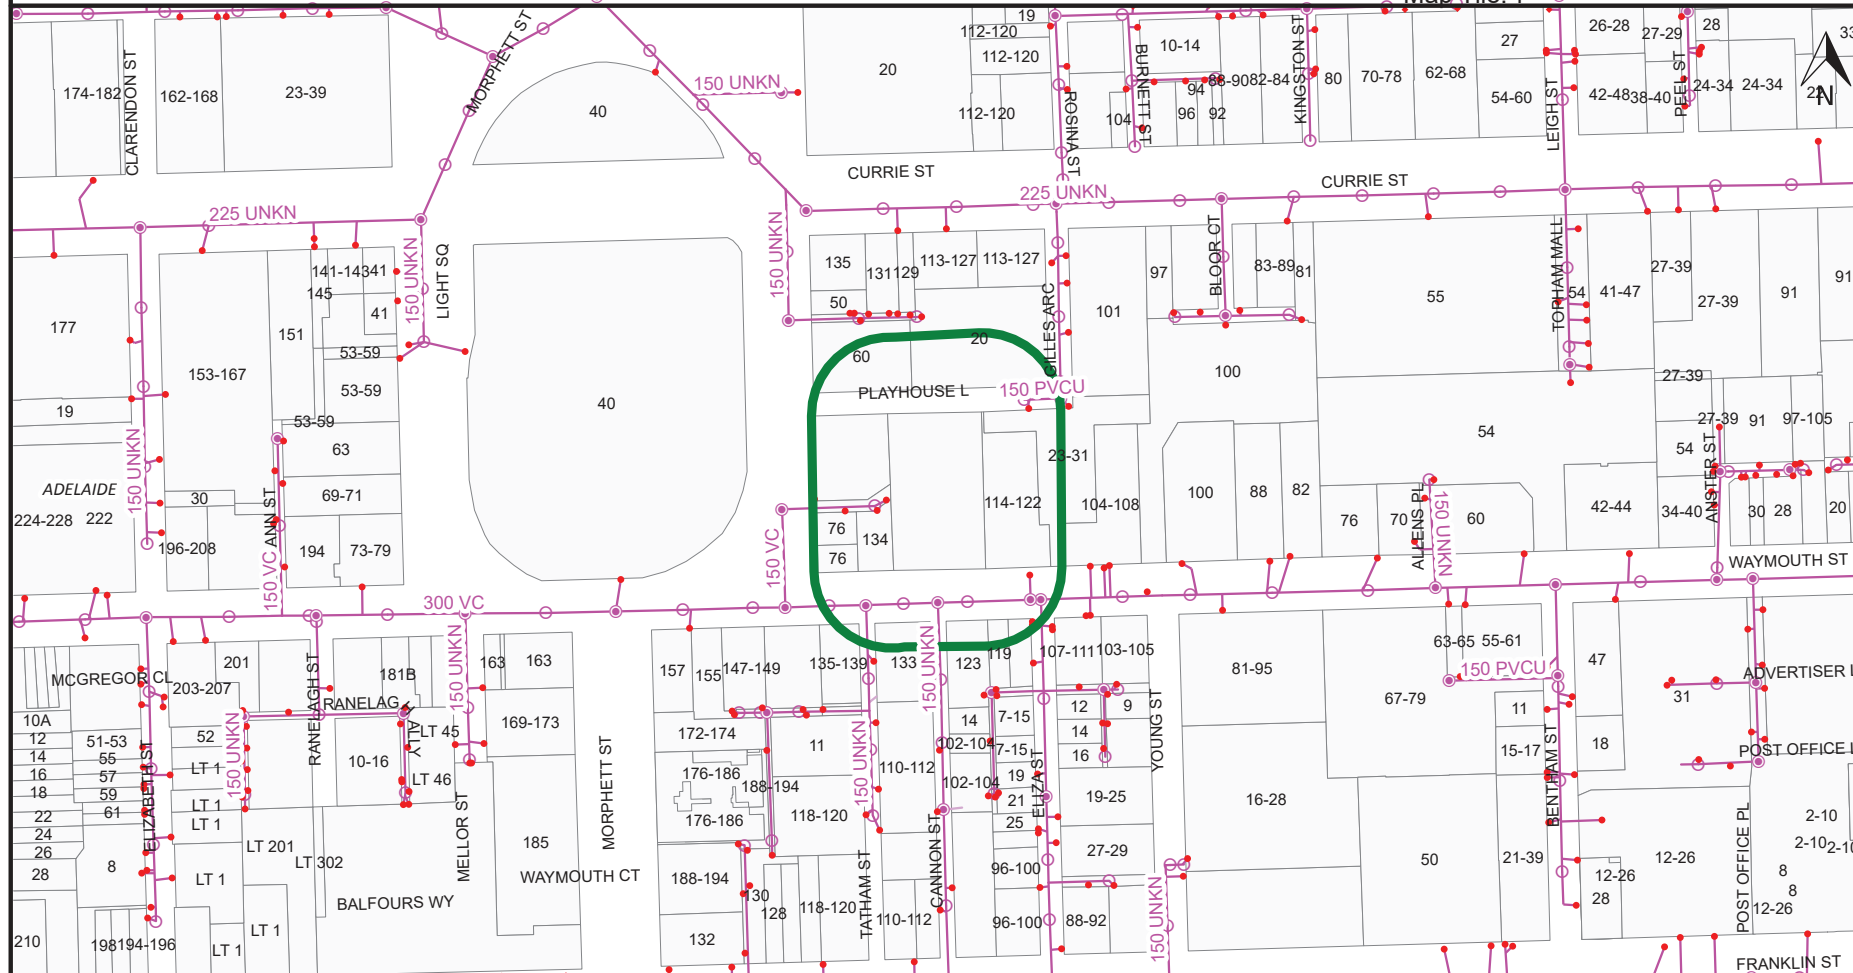 19
112-120
112-120
112-120
20
10-14
88-90
82-84
94
96
92
104
80
70-78
62-68
27
54-60
26-28
27-29
28
42-48
38-40
24-34
24-34
N
174-182
CLARENDON ST
162-168
23-39
MORPHETT ST
40
150 UNKN
ROSINA ST
BURNETT ST
KINGSTON ST
LEIGH ST
PEEL ST
CURRIE ST
CURRIE ST
225 UNKN
225 UNKN
150 UNKN
LIGHT SQ
150 UNKN
177
151
145
141-143
41
41
53-59
53-59
53-59
153-167
19
63
69-71
73-79
194
30
196-208
ADELAIDE
224-228
222
150 UNKN
ANN ST
150 VC
40
135
131
129
113-127
113-127
50
20
60
PLAYHOUSE L
150 PVCU
GILLES ARC
101
97
BLOOR CT
83-89
81
100
55
TOPHAM MALL
54
41-47
27-39
27-39
27-39
27-39
91
91
91
97-105
54
54
23-31
114-122
104-108
100
88
82
76
70
60
ALLENS PL
150 UNKN
42-44
34-40
ANSTER ST
30
28
20
WAYMOUTH ST
76
76
134
150 VC
300 VC
MCGREGOR CL
201
203-207
RANELAGH ST
RANELAG
H ALLY
181B
LT 45
LT 46
150 UNKN
150 UNKN
163
163
169-173
185
10A
12
14
16
18
22
24
26
28
210
51-53
55
57
59
61
8
ELIZABETH ST
52
LT 1
LT 1
LT 1
LT 1
LT 1
LT 1
LT 201
LT 302
10-16
MELLOR ST
BALFOURS WY
WAYMOUTH CT
MORPHETT ST
198
194-196
157
155
147-149
135-139
133
123
119
107-111
103-105
172-174
176-186
176-186
188-194
188-194
11
118-120
118-120
130
128
132
110-112
110-112
150 UNKN
150 UNKN
TATHAM ST
CANNON ST
14
102-104
102-104
7-15
7-15
19
21
25
96-100
96-100
ELIZA ST
12
14
16
9
19-25
27-29
88-92
YOUNG ST
150 UNKN
81-95
16-28
67-79
63-65
55-61
150 PVCU
11
15-17
BENTHAM ST
50
21-39
47
18
31
ADVERTISER L
POST OFFICE L
12-26
12-26
12-26
28
POST OFFICE PL
2-10
2-10
8
8
FRANKLIN ST